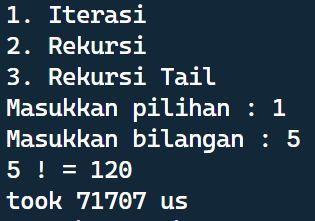 1. Iterasi
2. Rekursi
3. Rekursi Tail
Masukkan pilihan : 1
Masukkan bilangan : 5
5 ! = 120
took 71707 us